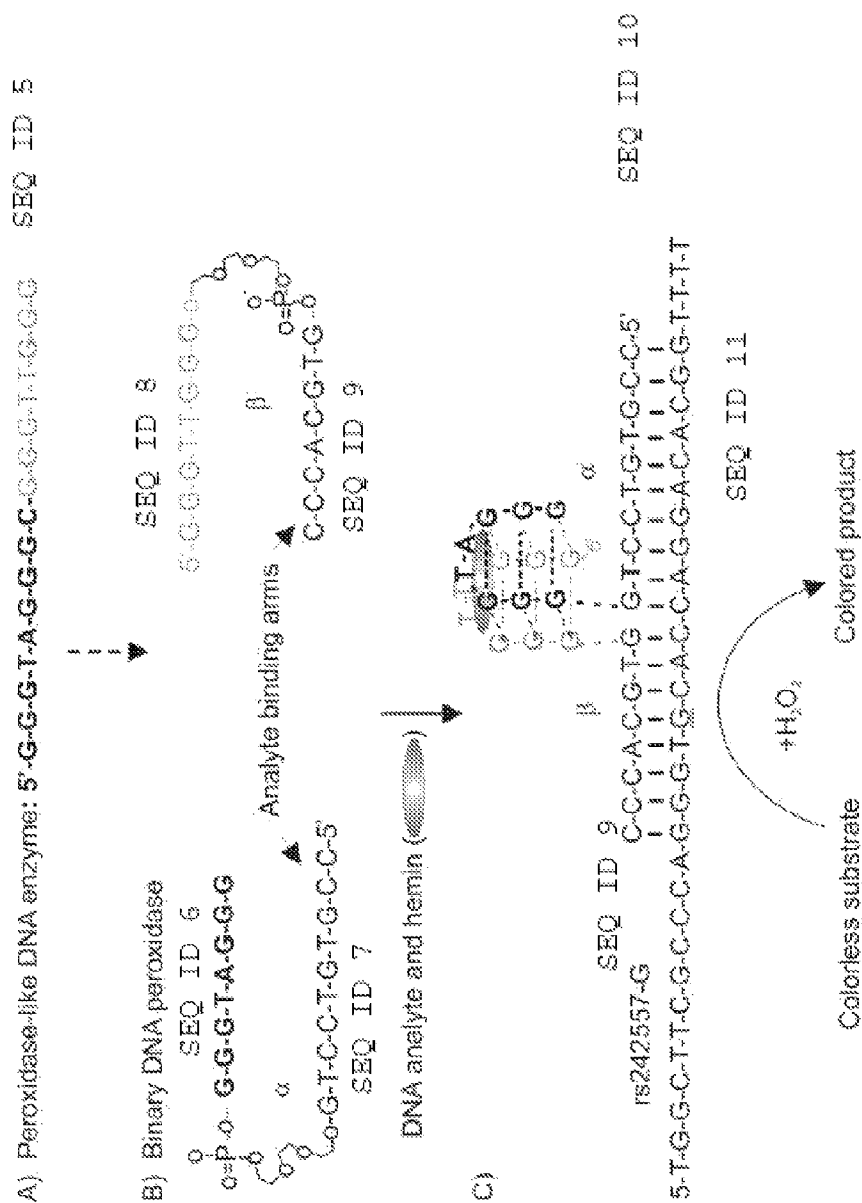 A) Peroxidase-like DNA enzyme: 5'-G-G-G-T-A-G-G-G-C-G-G-G-T-T-G-G-G SEQ ID 5
B) Binary DNA peroxidase
SEQ ID 6
SEQ ID 8
O=P-O- G-G-G-T-A-G-G-G
5'-G-G-G-T-T-G-G-G
α
β
O-G-T-C-C-T-G-T-G-C-C-5'
C-C-C-A-C-G-T-G
SEQ ID 7
SEQ ID 9
Analyte binding arms
DNA analyte and hemin ( )
C)
T-A
G G
G G
G G
β
α
SEQ ID 9
C-C-C-A-C-G-T-G G-T-C-C-T-G-T-G-C-C-5'
SEQ ID 10
rs242557-G
5-T-G-G-C-T-T-C-G-C-C-C-A-G-G-G-T-G-C-A-C-C-A-G-G-A-C-A-C-G-G-T-T-T-T
SEQ ID 11
+H2O2
Colorless substrate
Colored product